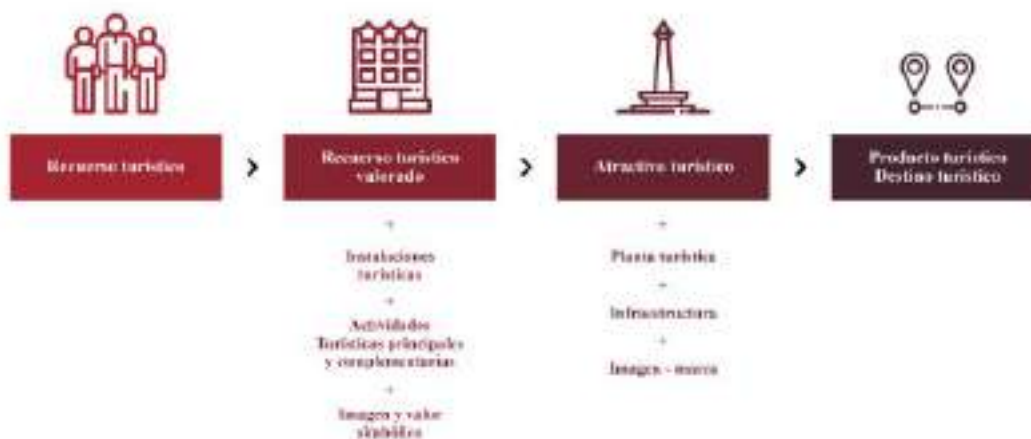 Recurso turístico
Recurso turístico
valorado
Atractivo turístico
Producto turístico
Destino turístico
+
Instalaciones
turísticas
+
Actividades
Turísticas principales
y complementarias
+
Imagen y valor
simbólico
+
Planta turística
+
Infraestructura
+
Imagen - marca